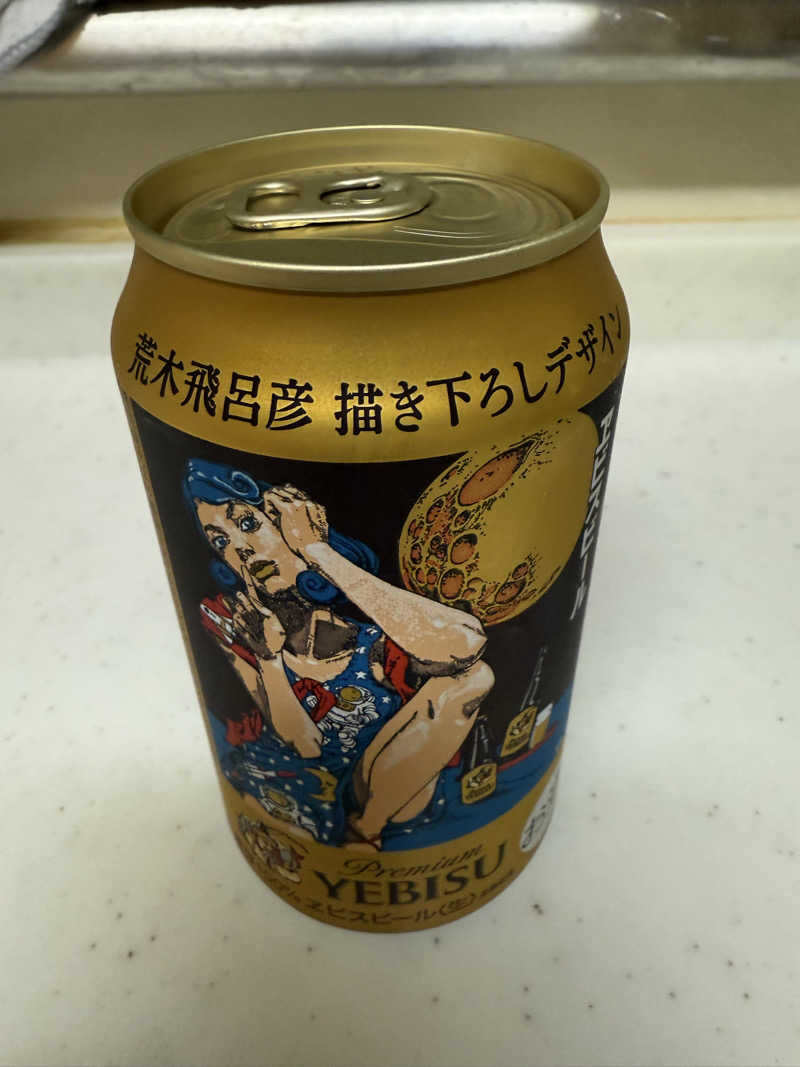 荒木飛呂彦 描き下ろしデザイン
ヱビスビール
お
Premium
YEBISU
ヱビスビール〈生〉